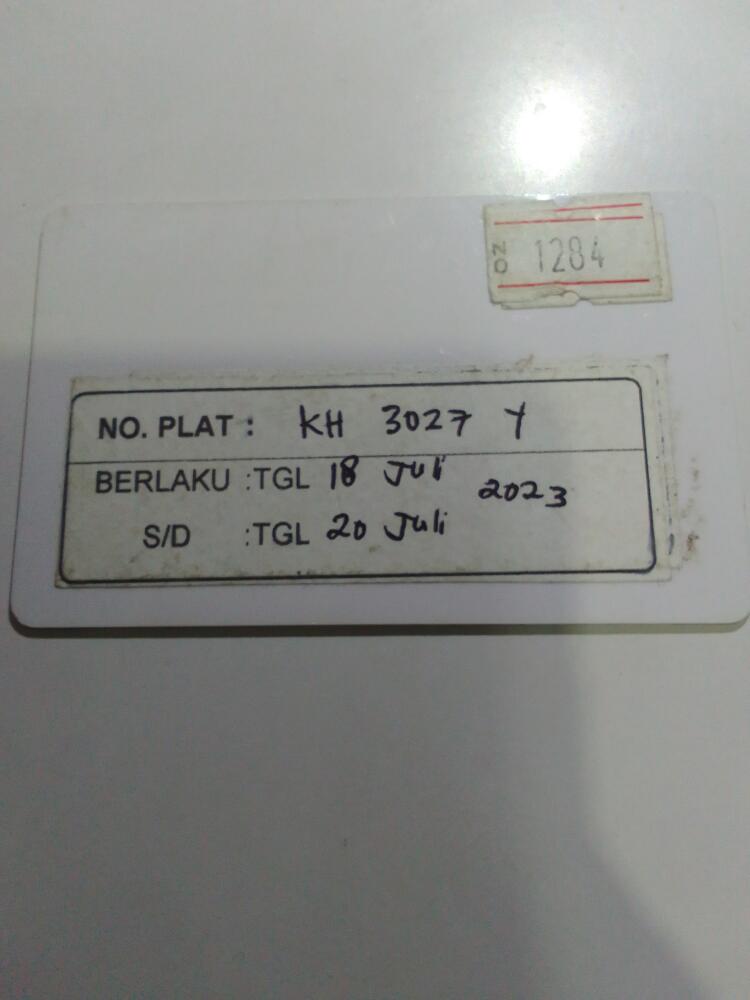 NO 1284
NO. PLAT : KH 3027 Y
BERLAKU :TGL 18 Juli 2023
S/D :TGL 20 Juli